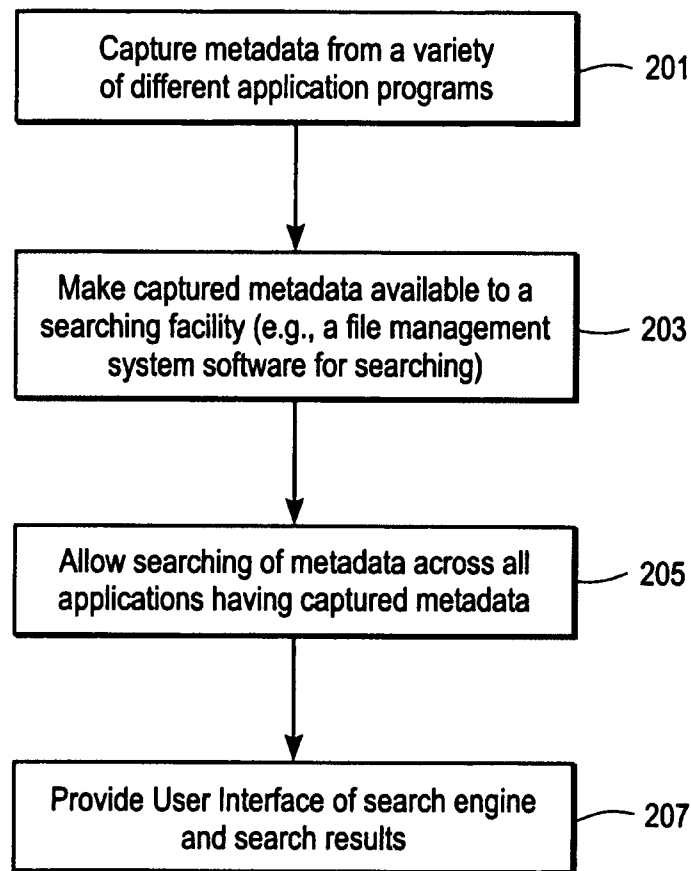 Capture metadata from a variety
of different application programs
201
Make captured metadata available to a
searching facility (e.g., a file management
system software for searching)
203
Allow searching of metadata across all
applications having captured metadata
205
Provide User Interface of search engine
and search results
207